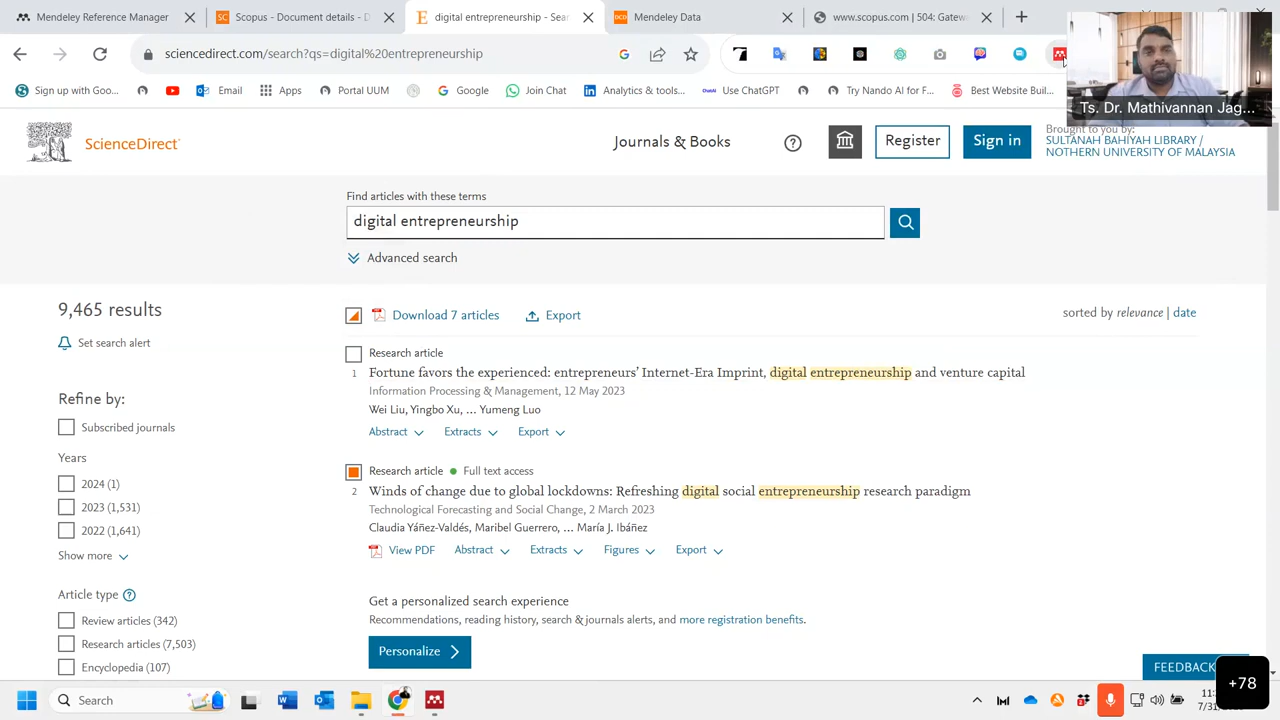 Mendeley Reference Manager
Scopus - Document details - D
digital entrepreneurship - Sear
Mendeley Data
www.scopus.com | 504: Gatew
sciencedirect.com/search?qs=digital%20entrepreneurship
Sign up with Goo...
Email
Apps
Portal UUM
Google
Join Chat
Analytics & tools...
Use ChatGPT
Try Nando AI for F...
Best Website Buil...
Ts. Dr. Mathivannan Jag...
ScienceDirect
Journals & Books
Register
Sign in
Brought to you by:
SULTANAH BAHIYAH LIBRARY /
NOTHERN UNIVERSITY OF MALAYSIA
Find articles with these terms
digital entrepreneurship
Advanced search
9,465 results
Set search alert
Download 7 articles
Export
sorted by relevance | date
Refine by:
Subscribed journals
Years
2024 (1)
2023 (1,531)
2022 (1,641)
Show more
Article type
Review articles (342)
Research articles (7,503)
Encyclopedia (107)
Research article
1
Fortune favors the experienced: entrepreneurs' Internet-Era Imprint, digital entrepreneurship and venture capital
Information Processing & Management, 12 May 2023
Wei Liu, Yingbo Xu, ... Yumeng Luo
Abstract
Extracts
Export
Research article
Full text access
2
Winds of change due to global lockdowns: Refreshing digital social entrepreneurship research paradigm
Technological Forecasting and Social Change, 2 March 2023
Claudia Yáñez-Valdés, Maribel Guerrero, ... María J. Ibáñez
View PDF
Abstract
Extracts
Figures
Export
Get a personalized search experience
Recommendations, reading history, search & journals alerts, and more registration benefits.
Personalize
FEEDBACK
+78
Search
11:
7/31/